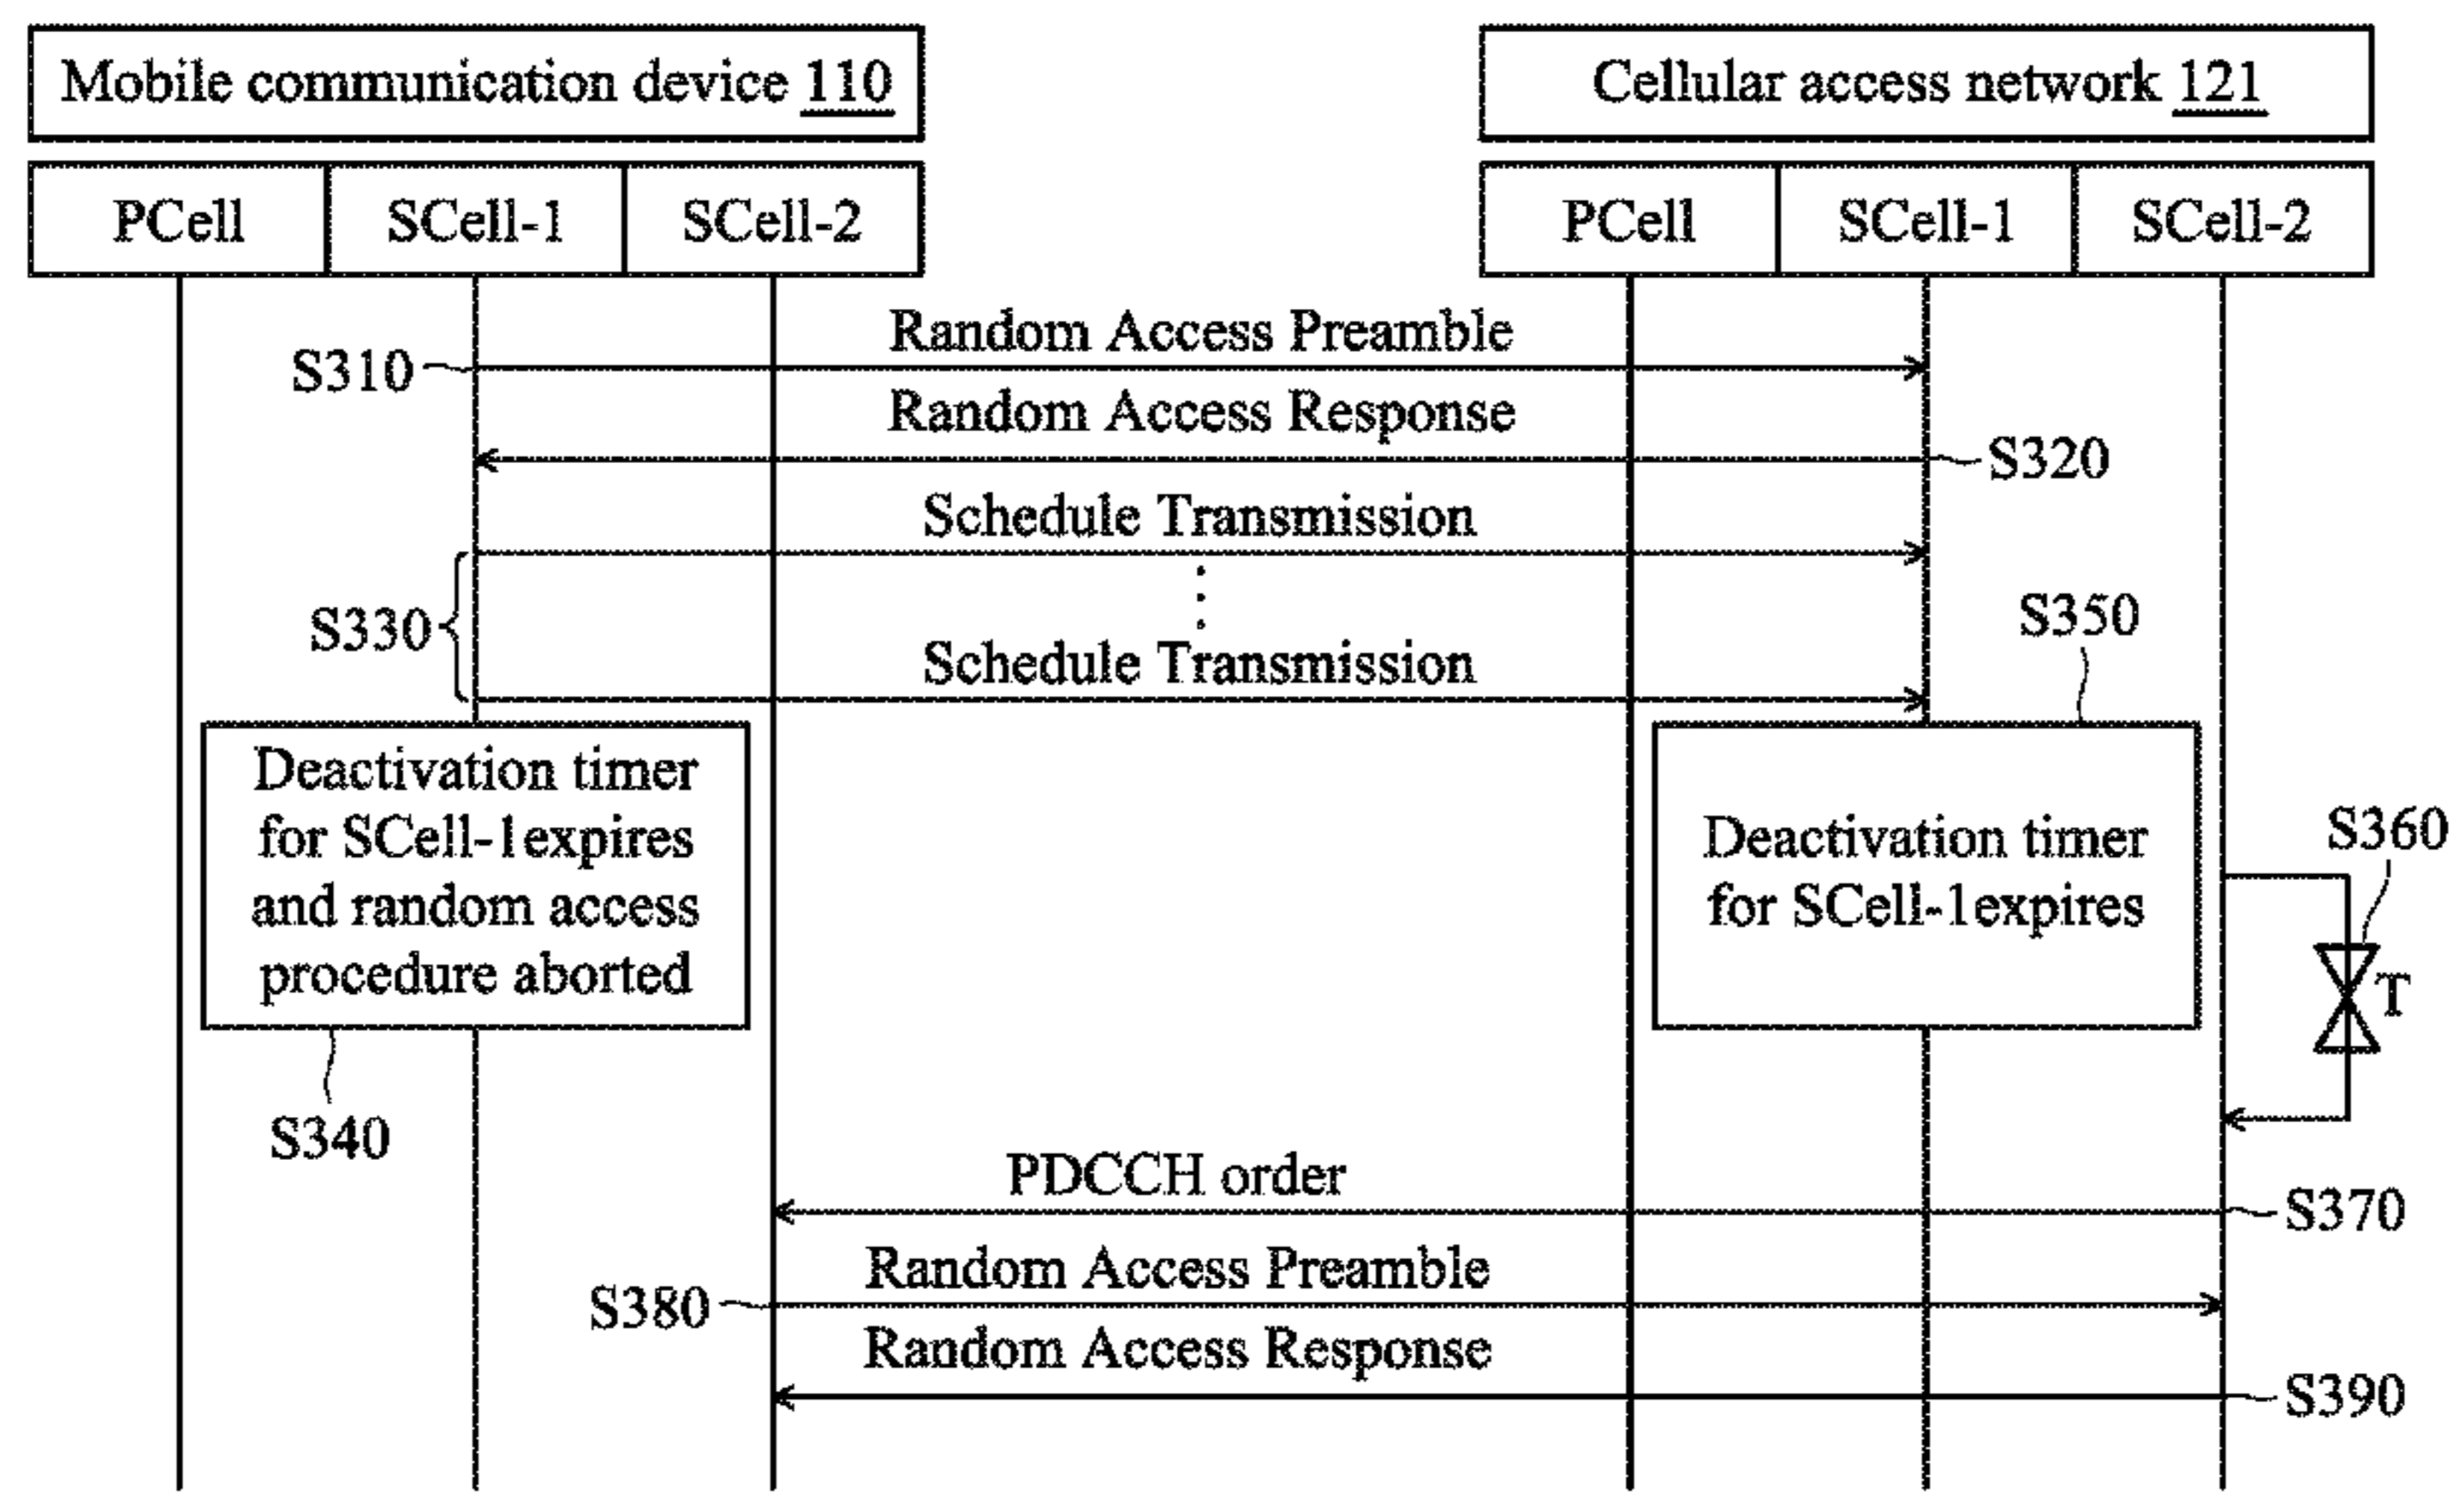 Mobile communication device 110
Cellular access network 121
PCell
SCell-1
SCell-2
PCell
SCell-1
SCell-2
Random Access Preamble
S310
Random Access Response
S320
Schedule Transmission
S330
Schedule Transmission
S350
Deactivation timer
for SCell-1expires
and random access
procedure aborted
Deactivation timer
for SCell-1expires
S360
T
S340
PDCCH order
S370
Random Access Preamble
S380
Random Access Response
S390